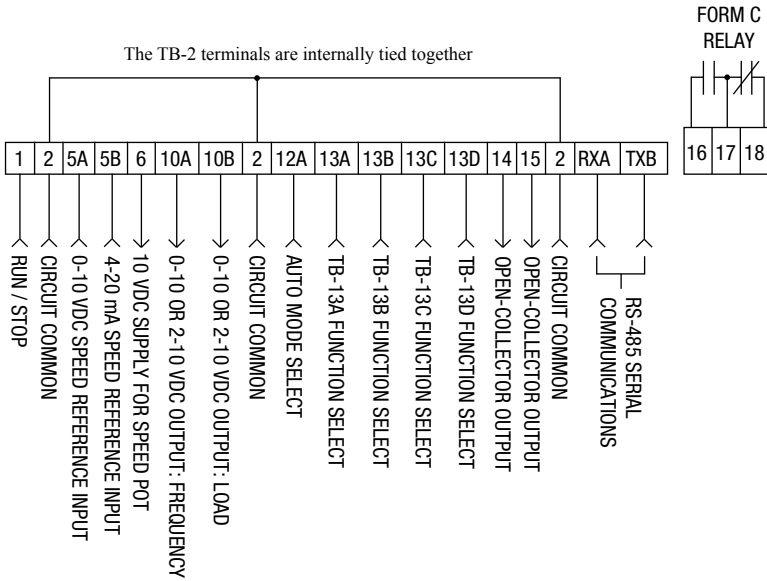 FORM C
RELAY
The TB-2 terminals are internally tied together
1 2 5A 5B 6 10A 10B 2 12A 13A 13B 13C 13D 14 15 2 RXA TXB
16 17 18
RUN / STOP
CIRCUIT COMMON
0-10 VDC SPEED REFERENCE INPUT
4-20 mA SPEED REFERENCE INPUT
10 VDC SUPPLY FOR SPEED POT
0-10 OR 2-10 VDC OUTPUT: FREQUENCY
0-10 OR 2-10 VDC OUTPUT: LOAD
CIRCUIT COMMON
AUTO MODE SELECT
TB-13A FUNCTION SELECT
TB-13B FUNCTION SELECT
TB-13C FUNCTION SELECT
TB-13D FUNCTION SELECT
OPEN-COLLECTOR OUTPUT
OPEN-COLLECTOR OUTPUT
CIRCUIT COMMON
RS-485 SERIAL
COMMUNICATIONS